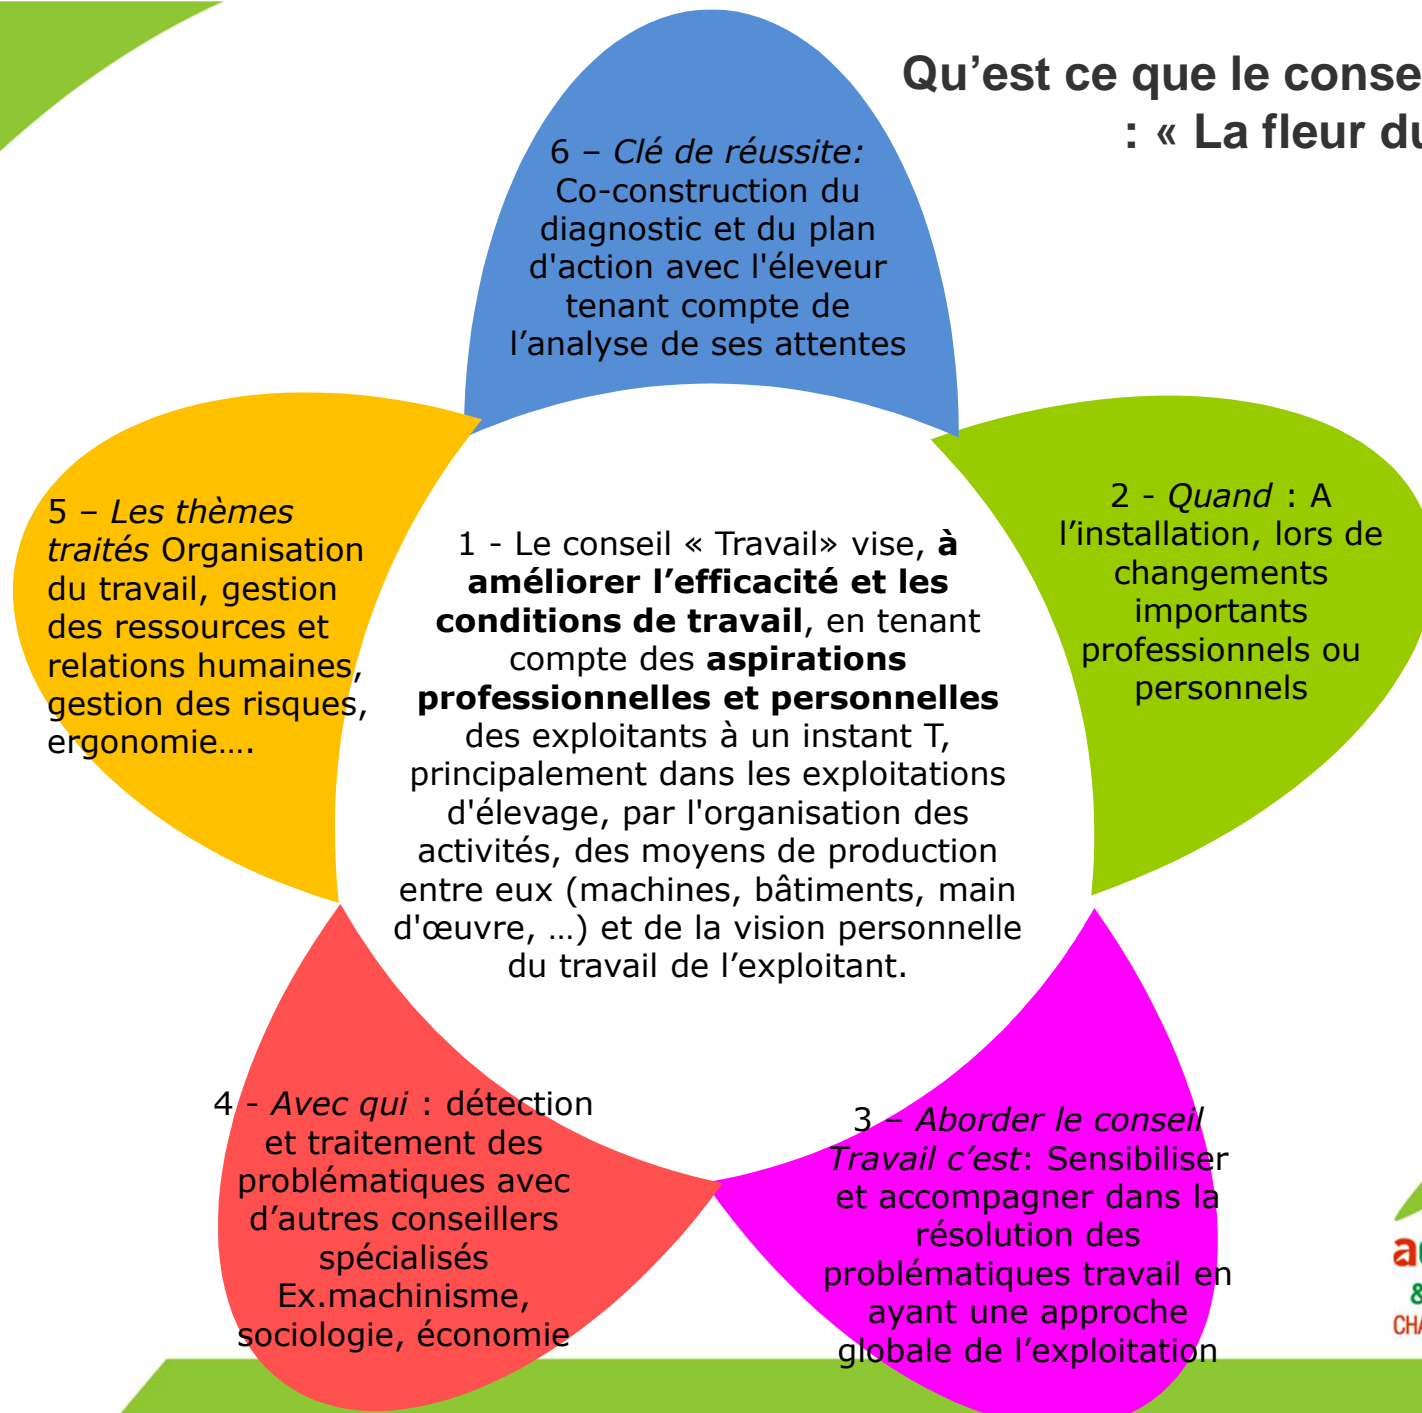 Qu’est ce que le conse
: « La fleur du
6 – Clé de réussite:
Co-construction du
diagnostic et du plan
d'action avec l'éleveur
tenant compte de
l’analyse de ses attentes
1 - Le conseil « Travail» vise, à
améliorer l’efficacité et les
conditions de travail, en tenant
compte des aspirations
professionnelles et personnelles
des exploitants à un instant T,
principalement dans les exploitations
d'élevage, par l'organisation des
activités, des moyens de production
entre eux (machines, bâtiments, main
d'œuvre, …) et de la vision personnelle
du travail de l’exploitant.
2 - Quand : A
l’installation, lors de
changements
importants
professionnels ou
personnels
3 – Aborder le conseil
Travail c’est: Sensibiliser
et accompagner dans la
résolution des
problématiques travail en
ayant une approche
globale de l’exploitation
4 - Avec qui : détection
et traitement des
problématiques avec
d’autres conseillers
spécialisés
Ex.machinisme,
sociologie, économie
5 – Les thèmes
traités Organisation
du travail, gestion
des ressources et
relations humaines,
gestion des risques,
ergonomie….